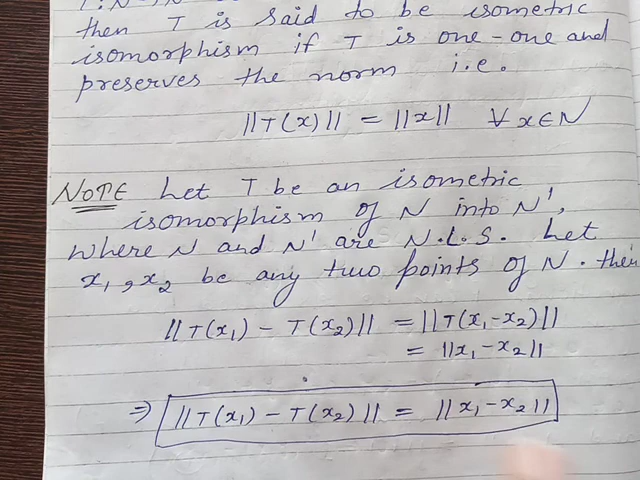 then T is said to be isometric
isomorphism if T is one-one and
preserves the norm i.e.
||T(x)|| = ||x|| ∀ x∈N
NOTE Let T be an isometric
isomorphism of N into N',
where N and N' are N.L.S. Let
x₁, x₂ be any two points of N. then
||T(x₁) - T(x₂)|| = ||T(x₁-x₂)||
= ||x₁-x₂||
⇒ ||T(x₁) - T(x₂)|| = ||x₁-x₂||